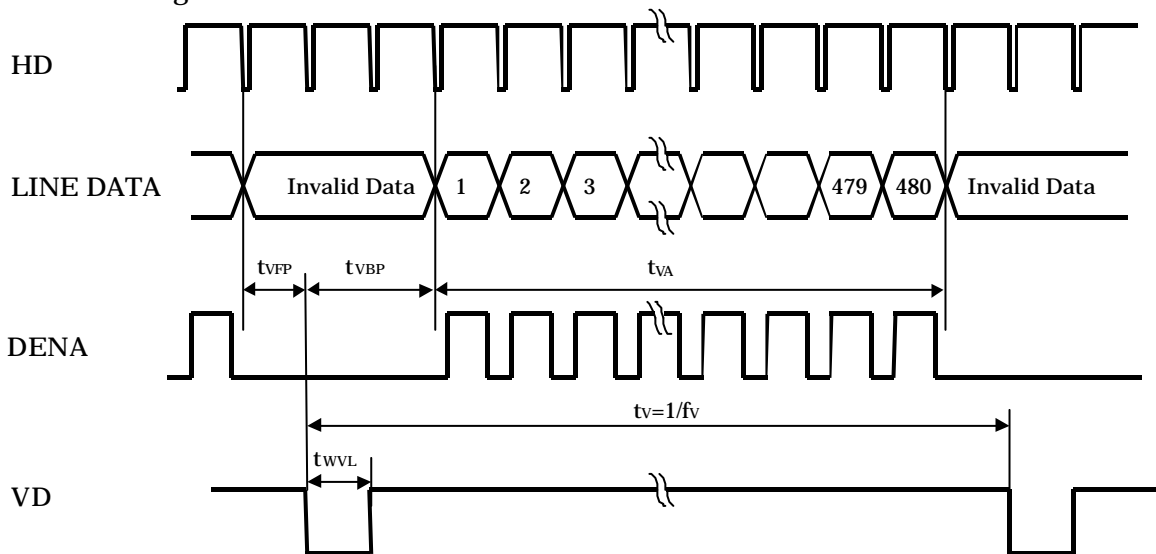 HD
LINE DATA
Invalid Data
1
2
3
479
480
Invalid Data
tVFP
tVBP
tVA
DENA
tV=1/fV
tWVL
VD